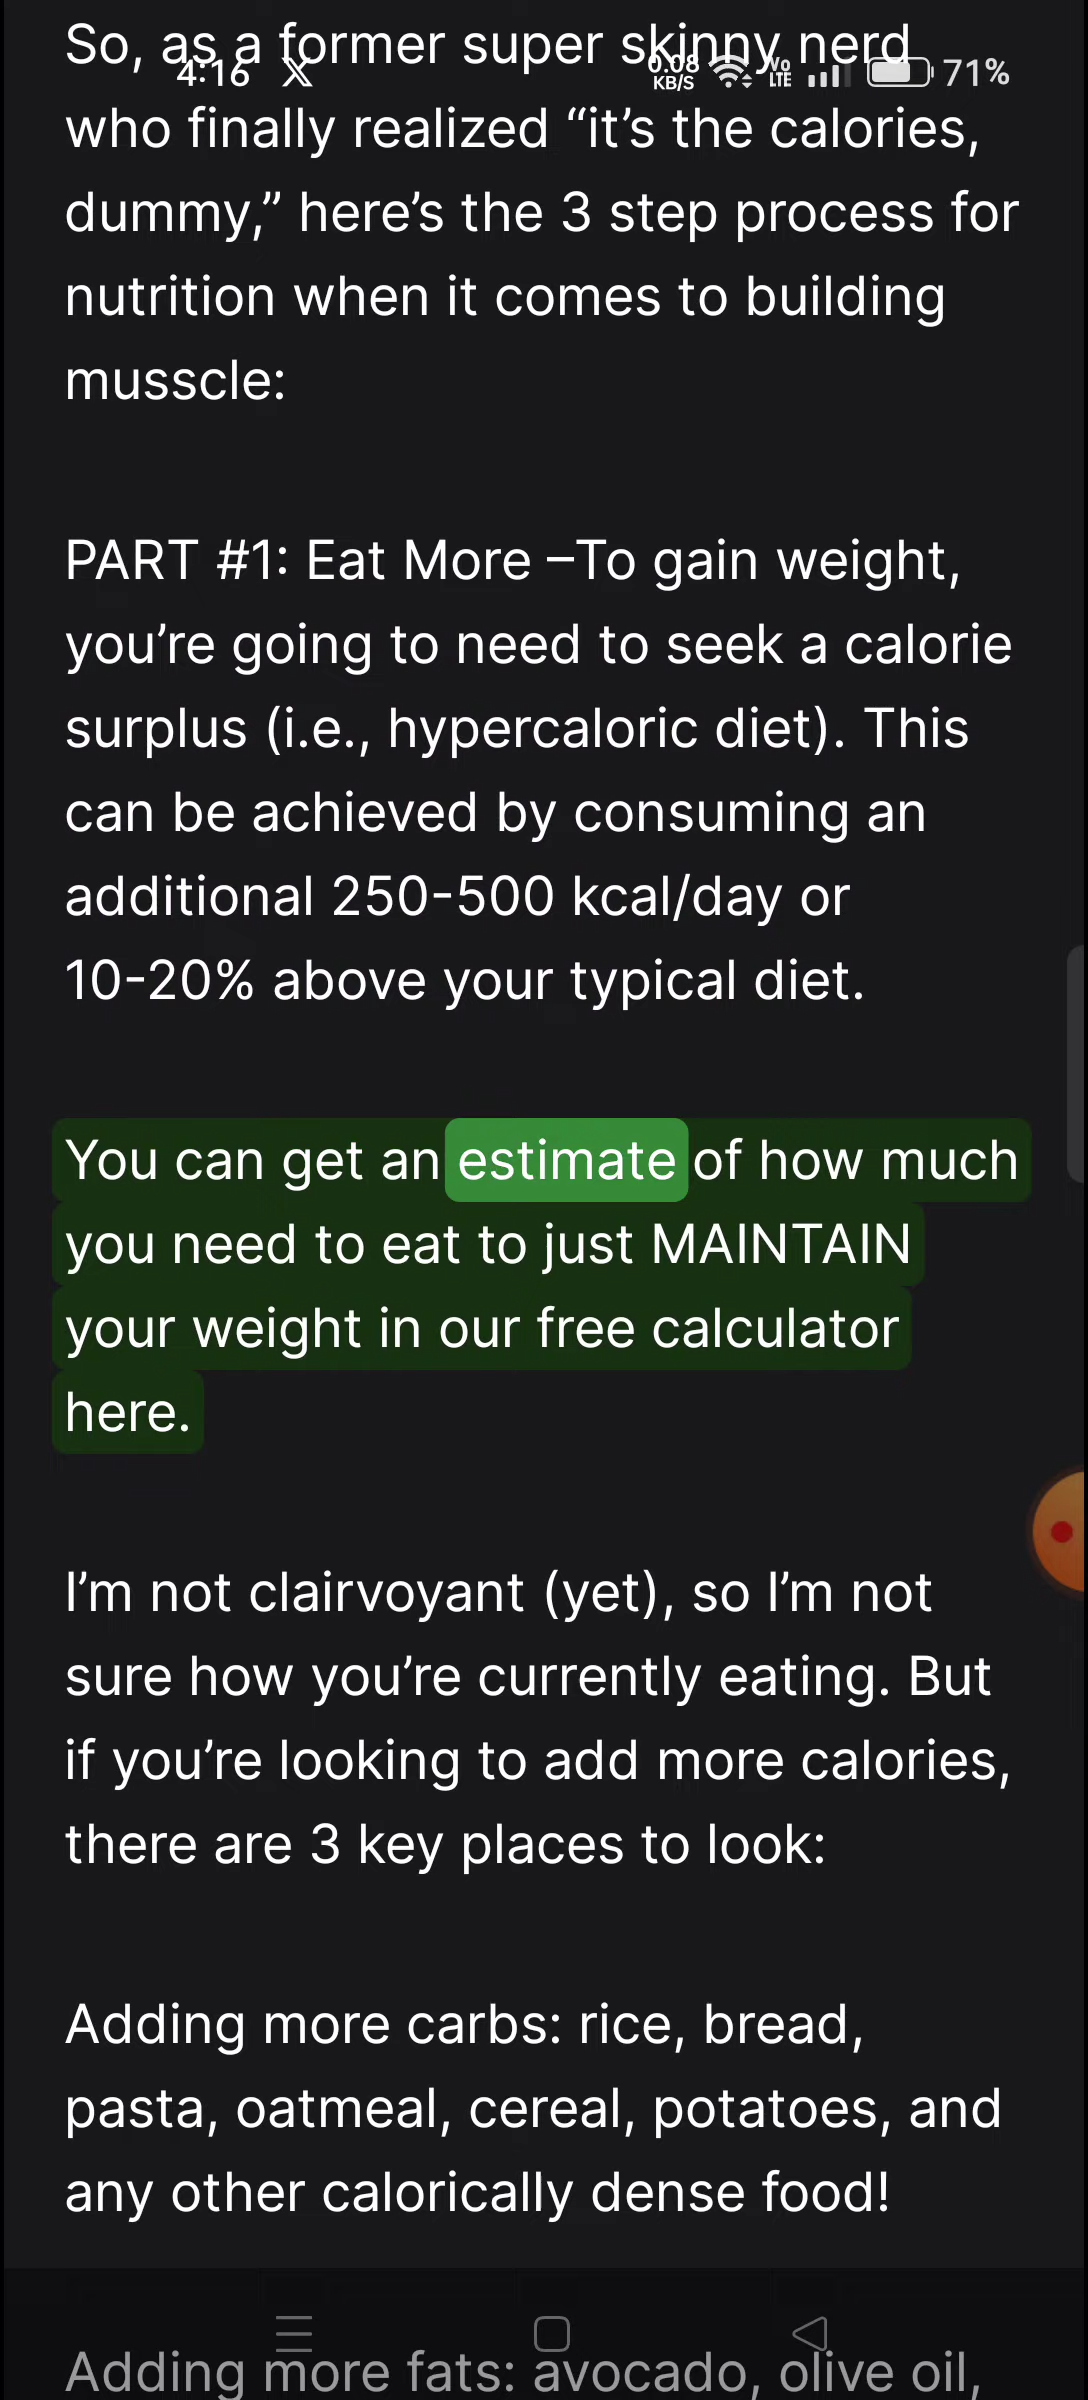 So, as a former super skinny nerd
4:16 X 0.08 KB/S Vo LTE 71%
who finally realized “it’s the calories,
dummy,” here’s the 3 step process for
nutrition when it comes to building
musscle:
PART #1: Eat More –To gain weight,
you’re going to need to seek a calorie
surplus (i.e., hypercaloric diet). This
can be achieved by consuming an
additional 250-500 kcal/day or
10-20% above your typical diet.
You can get an estimate of how much
you need to eat to just MAINTAIN
your weight in our free calculator
here.
I’m not clairvoyant (yet), so I’m not
sure how you’re currently eating. But
if you’re looking to add more calories,
there are 3 key places to look:
Adding more carbs: rice, bread,
pasta, oatmeal, cereal, potatoes, and
any other calorically dense food!
Adding more fats: avocado, olive oil,